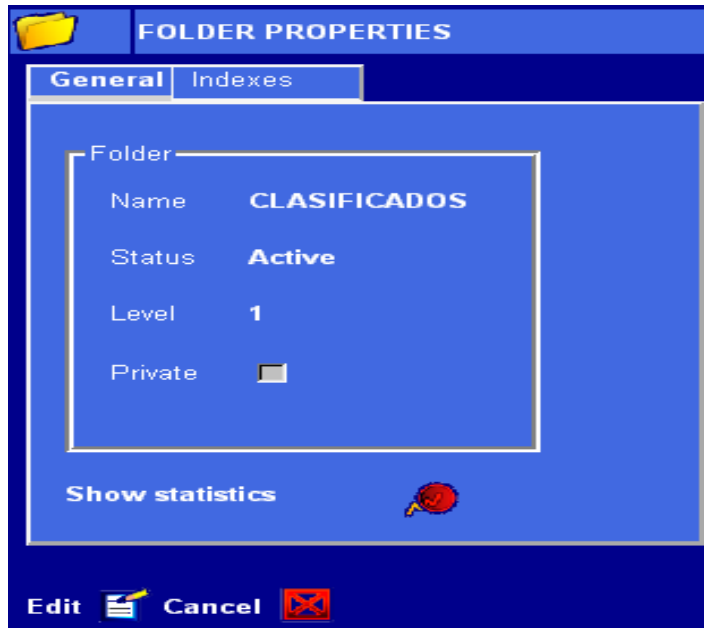 FOLDER PROPERTIES
General Indexes
Folder
Name CLASIFICADOS
Status Active
Level 1
Private
Show statistics
Edit Cancel